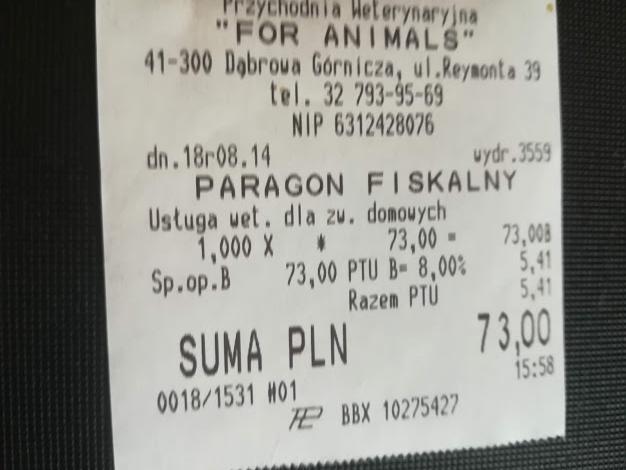 Przychodnia Weterynaryjna
"FOR ANIMALS"
41-300 Dąbrowa Górnicza, ul.Reymonta 39
tel. 32 793-95-69
NIP 6312428076
dn.18r08.14 wydr.3559
PARAGON FISKALNY
Usługa wet. dla zw. domowych
1,000 X * 73,00 = 73,00B
Sp.op.B 73,00 PTU B= 8,00% 5,41
Razem PTU 5,41
SUMA PLN 73,00
0018/1531 #01 15:58
BBX 10275427